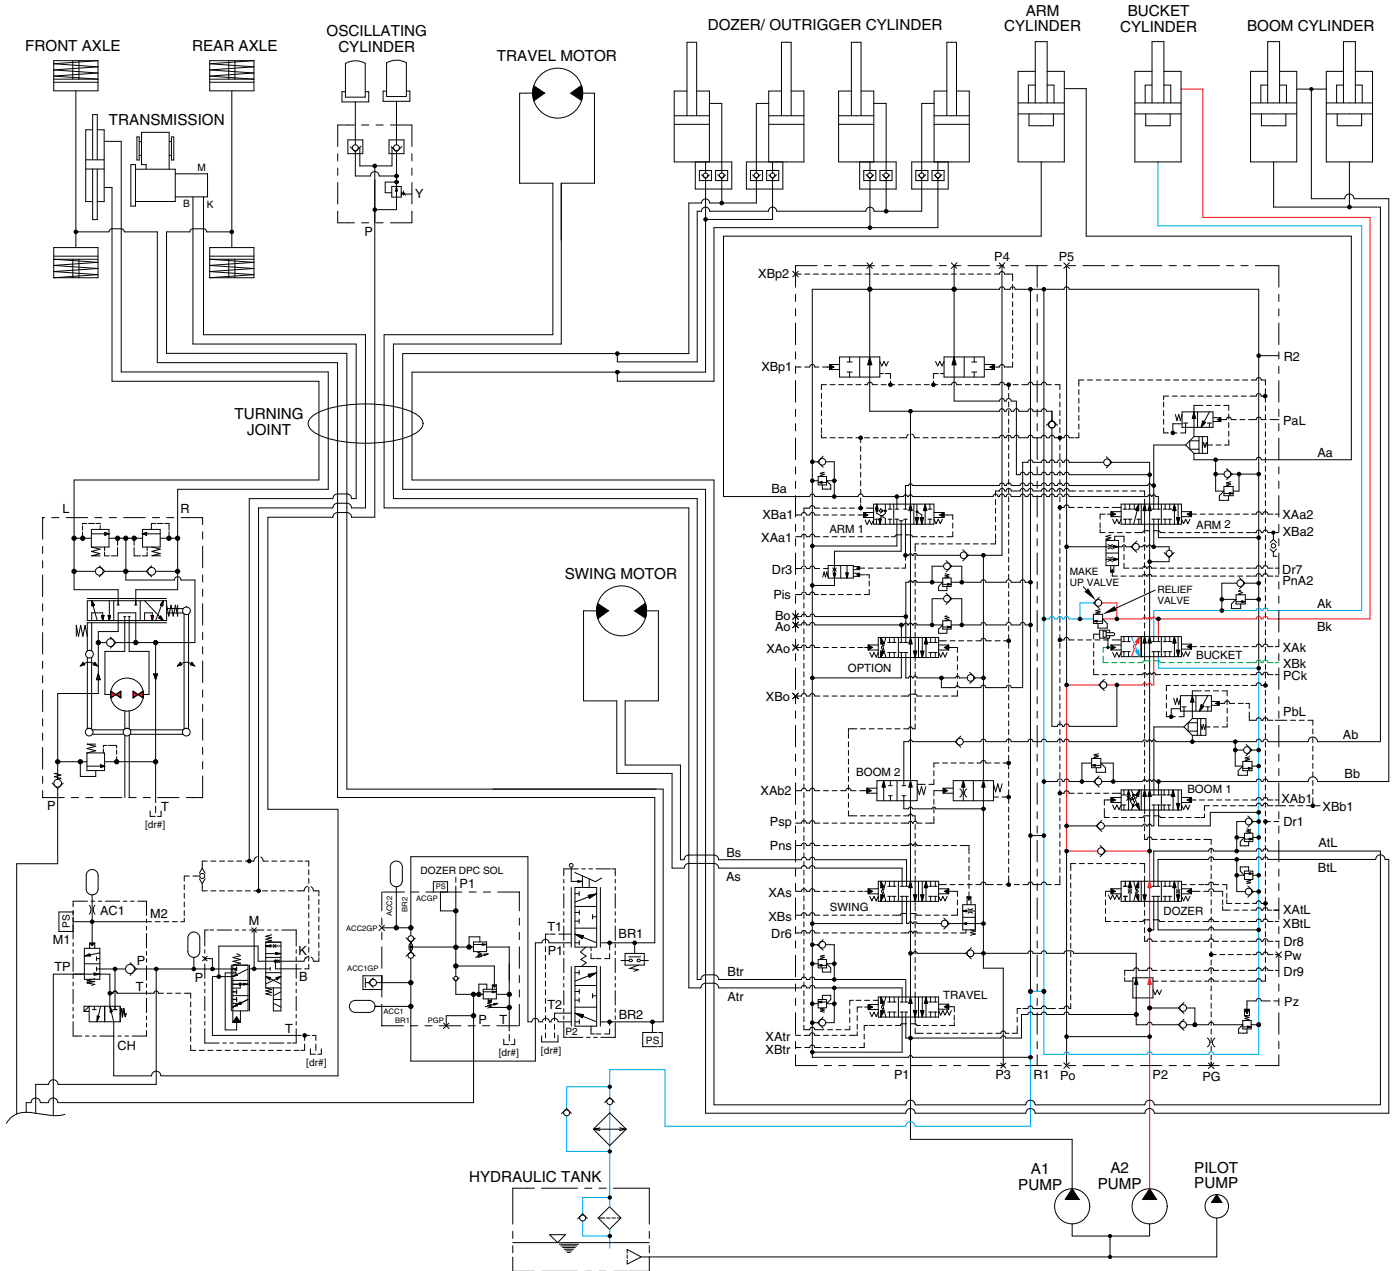 FRONT AXLE
REAR AXLE
OSCILLATING
CYLINDER
TRAVEL MOTOR
DOZER/ OUTRIGGER CYLINDER
ARM
CYLINDER
BUCKET
CYLINDER
BOOM CYLINDER
TRANSMISSION
M
B
K
Y
P
TURNING
JOINT
XBp2
P4
P5
XBp1
R2
PaL
Aa
Ba
XBa1
ARM 1
XAa1
Dr3
Pis
Bo
Ao
XAo
OPTION
XBo
ARM 2
XAa2
XBa2
Dr7
PnA2
MAKE
UP VALVE
RELIEF
VALVE
Ak
Bk
XAk
BUCKET
XBk
PCk
PbL
Ab
Bb
BOOM 2
XAb2
Psp
Pns
BOOM 1
XAb1
XBb1
Dr1
AtL
BtL
Bs
As
XAs
SWING
XBs
Dr6
DOZER
XAtL
XBtL
Dr8
Pw
Dr9
Pz
Btr
Atr
TRAVEL
XAtr
XBtr
P1
P3
R1
Po
P2
PG
SWING MOTOR
L
R
P
T
[dr#]
AC1
PS
M1
M2
TP
P
T
CH
M
P
K
B
T
[dr#]
DOZER DPC SOL
PS
P1
ACGP
ACC2
BR2
ACC2GP
ACC1GP
ACC1
BR1
PGP
P
T
[dr#]
T1
P1
BR1
T2
P2
BR2
[dr#]
PS
HYDRAULIC TANK
A1
PUMP
A2
PUMP
PILOT
PUMP